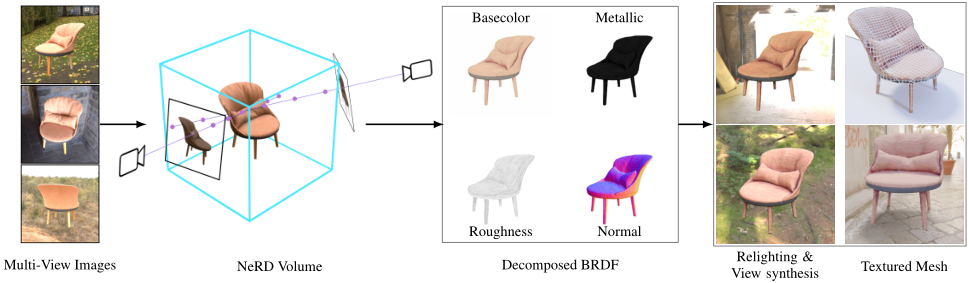 Basecolor
Metallic
Roughness
Normal
Multi-View Images
NeRD Volume
Decomposed BRDF
Relighting &
View synthesis
Textured Mesh